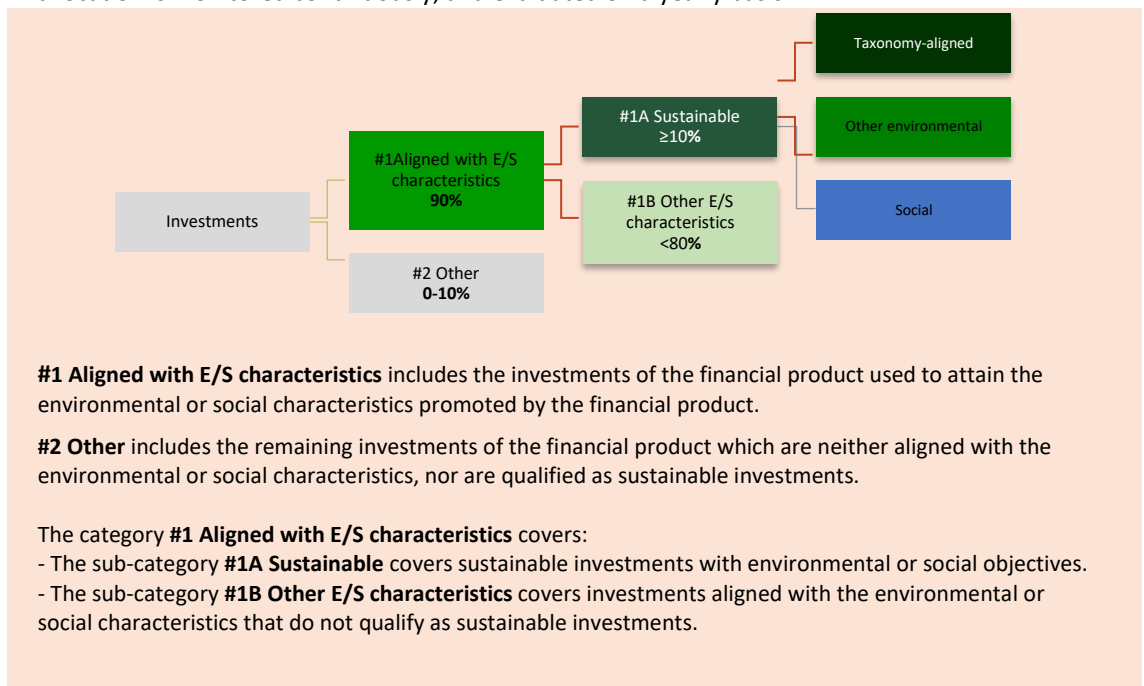 Taxonomy-aligned
#1A Sustainable
≥10%
Other environmental
#1Aligned with E/S
characteristics
90%
#1B Other E/S
characteristics
<80%
Social
Investments
#2 Other
0-10%
#1 Aligned with E/S characteristics includes the investments of the financial product used to attain the
environmental or social characteristics promoted by the financial product.
#2 Other includes the remaining investments of the financial product which are neither aligned with the
environmental or social characteristics, nor are qualified as sustainable investments.
The category #1 Aligned with E/S characteristics covers:
- The sub-category #1A Sustainable covers sustainable investments with environmental or social objectives.
- The sub-category #1B Other E/S characteristics covers investments aligned with the environmental or
social characteristics that do not qualify as sustainable investments.